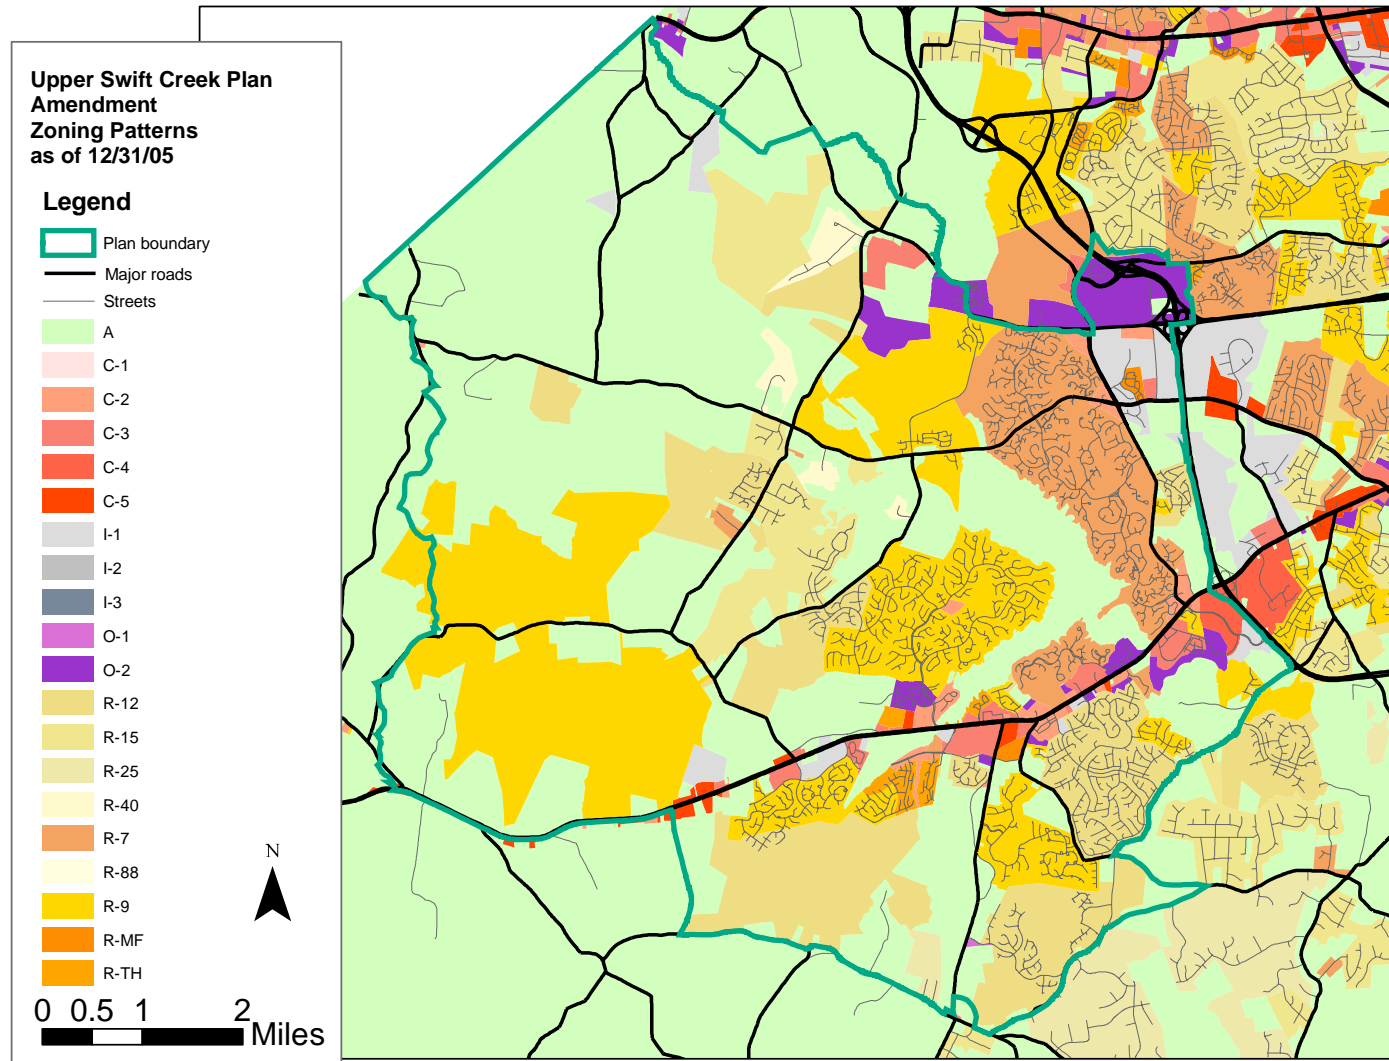 Upper Swift Creek Plan
Amendment
Zoning Patterns
as of 12/31/05
Legend
Plan boundary
Major roads
Streets
A
C-1
C-2
C-3
C-4
C-5
I-1
I-2
I-3
O-1
O-2
R-12
R-15
R-25
R-40
R-7
R-88
R-9
R-MF
R-TH
N
0 0.5 1 2
Miles